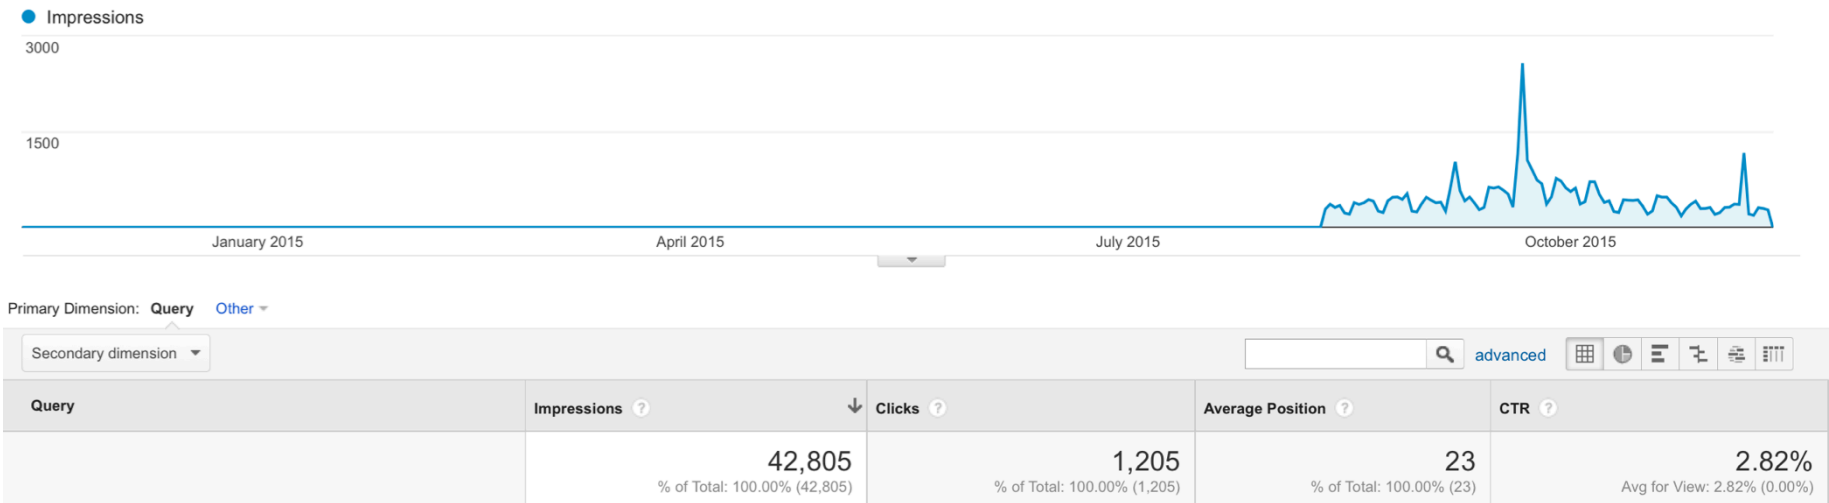 Impressions
3000
1500
January 2015 April 2015 July 2015 October 2015
Primary Dimension: Query Other
Secondary dimension advanced
Query Impressions ? Clicks ? Average Position ? CTR ?
42,805 1,205 23 2.82%
% of Total: 100.00% (42,805) % of Total: 100.00% (1,205) % of Total: 100.00% (23) Avg for View: 2.82% (0.00%)